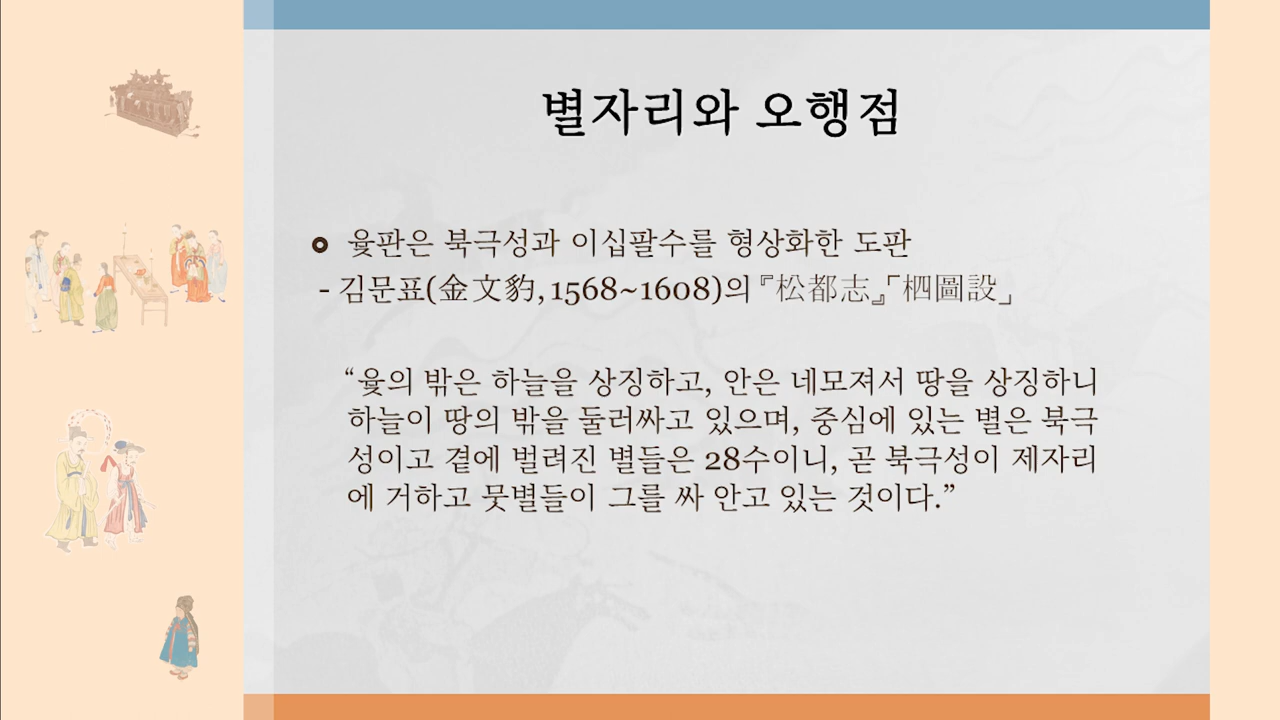 별자리와 오행점
윷판은 북극성과 이십팔수를 형상화한 도판
- 김문표(金文豹, 1568~1608)의 『松都志』「柶圖設」
“윷의 밖은 하늘을 상징하고, 안은 네모져서 땅을 상징하니
하늘이 땅의 밖을 둘러싸고 있으며, 중심에 있는 별은 북극
성이고 곁에 벌려진 별들은 28수이니, 곧 북극성이 제자리
에 거하고 뭇별들이 그를 싸 안고 있는 것이다.”